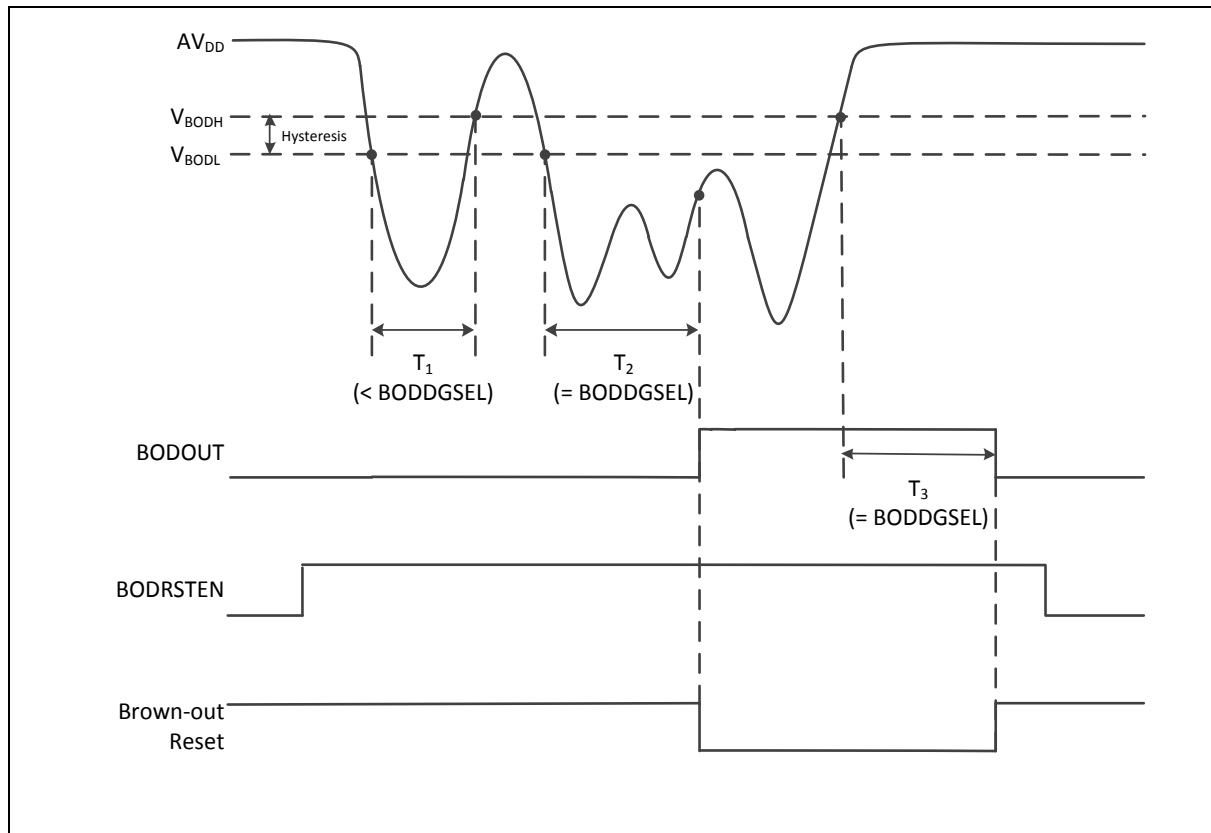 AVDD
VBODH
Hysteresis
VBODL
T1
(< BODDGSEL)
T2
(= BODDGSEL)
BODOUT
T3
(= BODDGSEL)
BODRSTEN
Brown-out
Reset